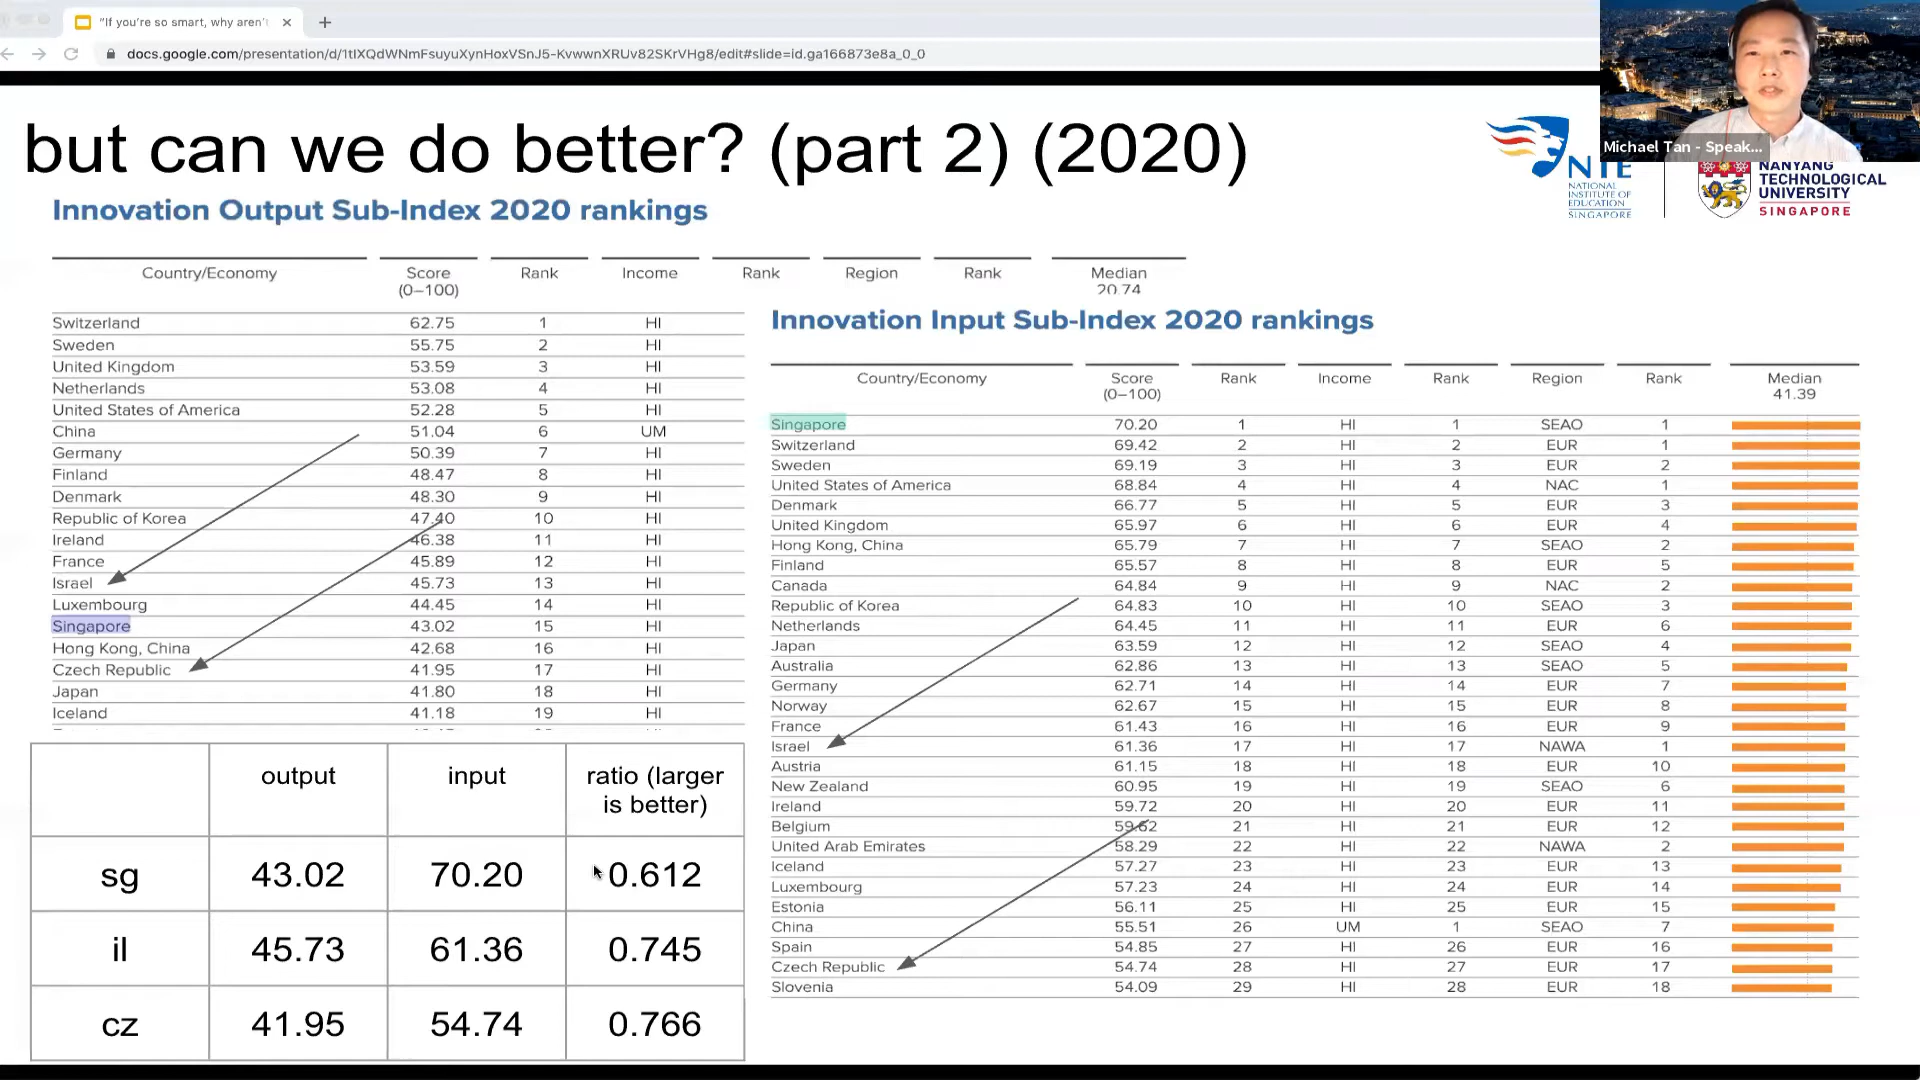 "If you're so smart, why aren't
docs.google.com/presentation/d/1tIXQdWNmFsuyuXynHoxVSnJ5-KvwwnXRUv82SKrVHg8/edit#slide=id.ga166873e8a_0_0
Michael Tan - Speak...
but can we do better? (part 2) (2020)
NIE
NATIONAL
INSTITUTE OF
EDUCATION
SINGAPORE
NANYANG
TECHNOLOGICAL
UNIVERSITY
SINGAPORE
Innovation Output Sub-Index 2020 rankings
Country/Economy Score Rank Income Rank Region Rank Median
(0–100) 20.74
Switzerland 62.75 1 HI
Sweden 55.75 2 HI
United Kingdom 53.59 3 HI
Netherlands 53.08 4 HI
United States of America 52.28 5 HI
China 51.04 6 UM
Germany 50.39 7 HI
Finland 48.47 8 HI
Denmark 48.30 9 HI
Republic of Korea 47.40 10 HI
Ireland 46.38 11 HI
France 45.89 12 HI
Israel 45.73 13 HI
Luxembourg 44.45 14 HI
Singapore 43.02 15 HI
Hong Kong, China 42.68 16 HI
Czech Republic 41.95 17 HI
Japan 41.80 18 HI
Iceland 41.18 19 HI
Innovation Input Sub-Index 2020 rankings
Country/Economy Score Rank Income Rank Region Rank Median
(0–100) 41.39
Singapore 70.20 1 HI 1 SEAO 1
Switzerland 69.42 2 HI 2 EUR 1
Sweden 69.19 3 HI 3 EUR 2
United States of America 68.84 4 HI 4 NAC 1
Denmark 66.77 5 HI 5 EUR 3
United Kingdom 65.97 6 HI 6 EUR 4
Hong Kong, China 65.79 7 HI 7 SEAO 2
Finland 65.57 8 HI 8 EUR 5
Canada 64.84 9 HI 9 NAC 2
Republic of Korea 64.83 10 HI 10 SEAO 3
Netherlands 64.45 11 HI 11 EUR 6
Japan 63.59 12 HI 12 SEAO 4
Australia 62.86 13 HI 13 SEAO 5
Germany 62.71 14 HI 14 EUR 7
Norway 62.67 15 HI 15 EUR 8
France 61.43 16 HI 16 EUR 9
Israel 61.36 17 HI 17 NAWA 1
Austria 61.15 18 HI 18 EUR 10
New Zealand 60.95 19 HI 19 SEAO 6
Ireland 59.72 20 HI 20 EUR 11
Belgium 59.62 21 HI 21 EUR 12
United Arab Emirates 58.29 22 HI 22 NAWA 2
Iceland 57.27 23 HI 23 EUR 13
Luxembourg 57.23 24 HI 24 EUR 14
Estonia 56.11 25 HI 25 EUR 15
China 55.51 26 UM 1 SEAO 7
Spain 54.85 27 HI 26 EUR 16
Czech Republic 54.74 28 HI 27 EUR 17
Slovenia 54.09 29 HI 28 EUR 18
output input ratio (larger
is better)
sg 43.02 70.20 0.612
il 45.73 61.36 0.745
cz 41.95 54.74 0.766